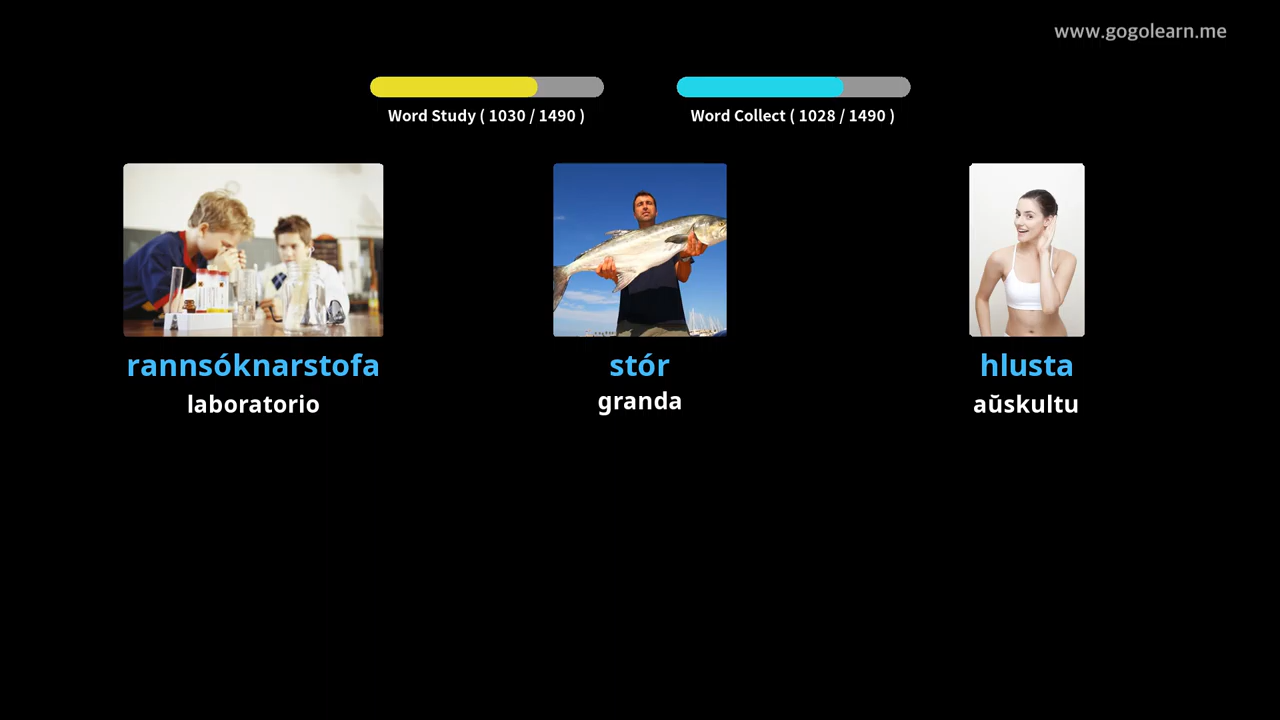 www.gogolearn.me
Word Study ( 1030 / 1490 )
Word Collect ( 1028 / 1490 )
rannsóknarstofa
laboratorio
stór
granda
hlusta
aŭskultu